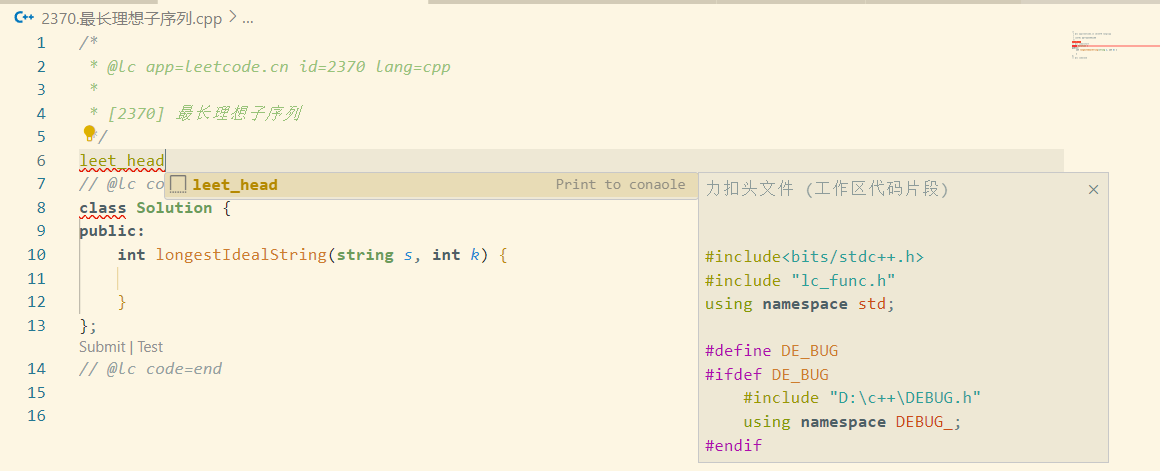 C++ 2370.最长理想子序列.cpp > ...
1 /*
2 * @lc app=leetcode.cn id=2370 lang=cpp
3 *
4 * [2370] 最长理想子序列
5 */
6 leet_head
7 // @lc co
leet_head Print to conaole
8 class Solution {
9 public:
10 int longestIdealString(string s, int k) {
11
12 }
13 };
Submit | Test
14 // @lc code=end
15
16
力扣头文件 (工作区代码片段) ×
#include<bits/stdc++.h>
#include "lc_func.h"
using namespace std;
#define DE_BUG
#ifdef DE_BUG
#include "D:\c++\DEBUG.h"
using namespace DEBUG_;
#endif